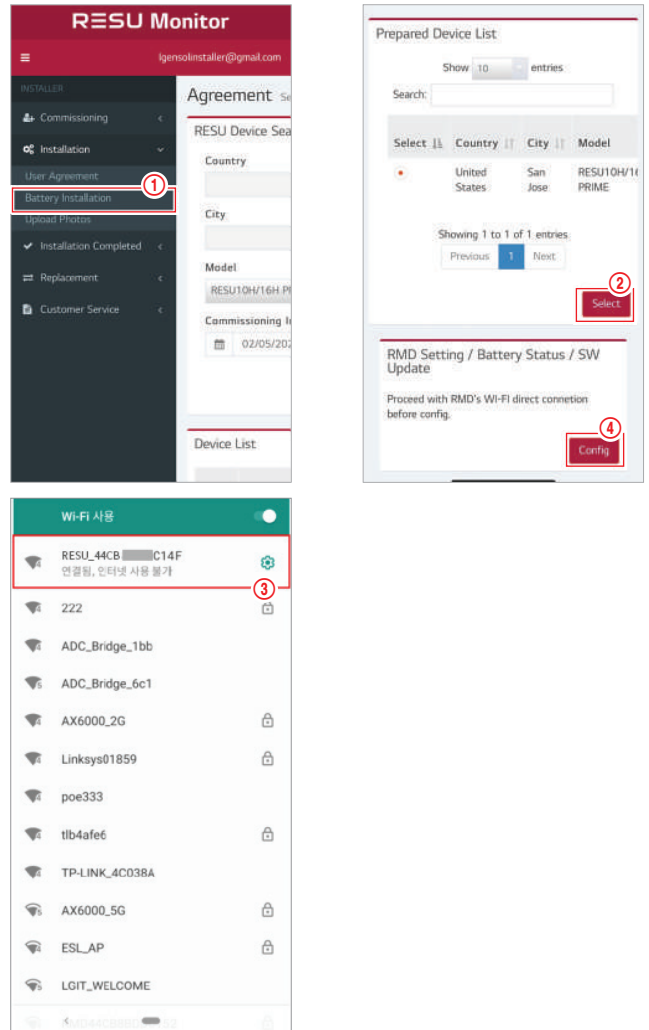 RESU Monitor
lgensolinstaller@gmail.com
INSTALLER
Commissioning
Installation
User Agreement
Battery Installation
①
Upload Photos
Installation Completed
Replacement
Customer Service
Agreement Se
RESU Device Sea
Country
City
Model
RESU10H/16H PI
Commissioning I
02/05/202
Device List
Prepared Device List
Show 10 entries
Search:
Select Country City Model
United States San Jose RESU10H/16 PRIME
Showing 1 to 1 of 1 entries
Previous 1 Next
②
Select
RMD Setting / Battery Status / SW
Update
Proceed with RMD's WI-FI direct connetion
before config.
④
Config
Wi-Fi 사용
RESU_44CB C14F
연결됨, 인터넷 사용 불가
③
222
ADC_Bridge_1bb
ADC_Bridge_6c1
AX6000_2G
Linksys01859
poe333
tlb4afe6
TP-LINK_4C038A
AX6000_5G
ESL_AP
LGIT_WELCOME